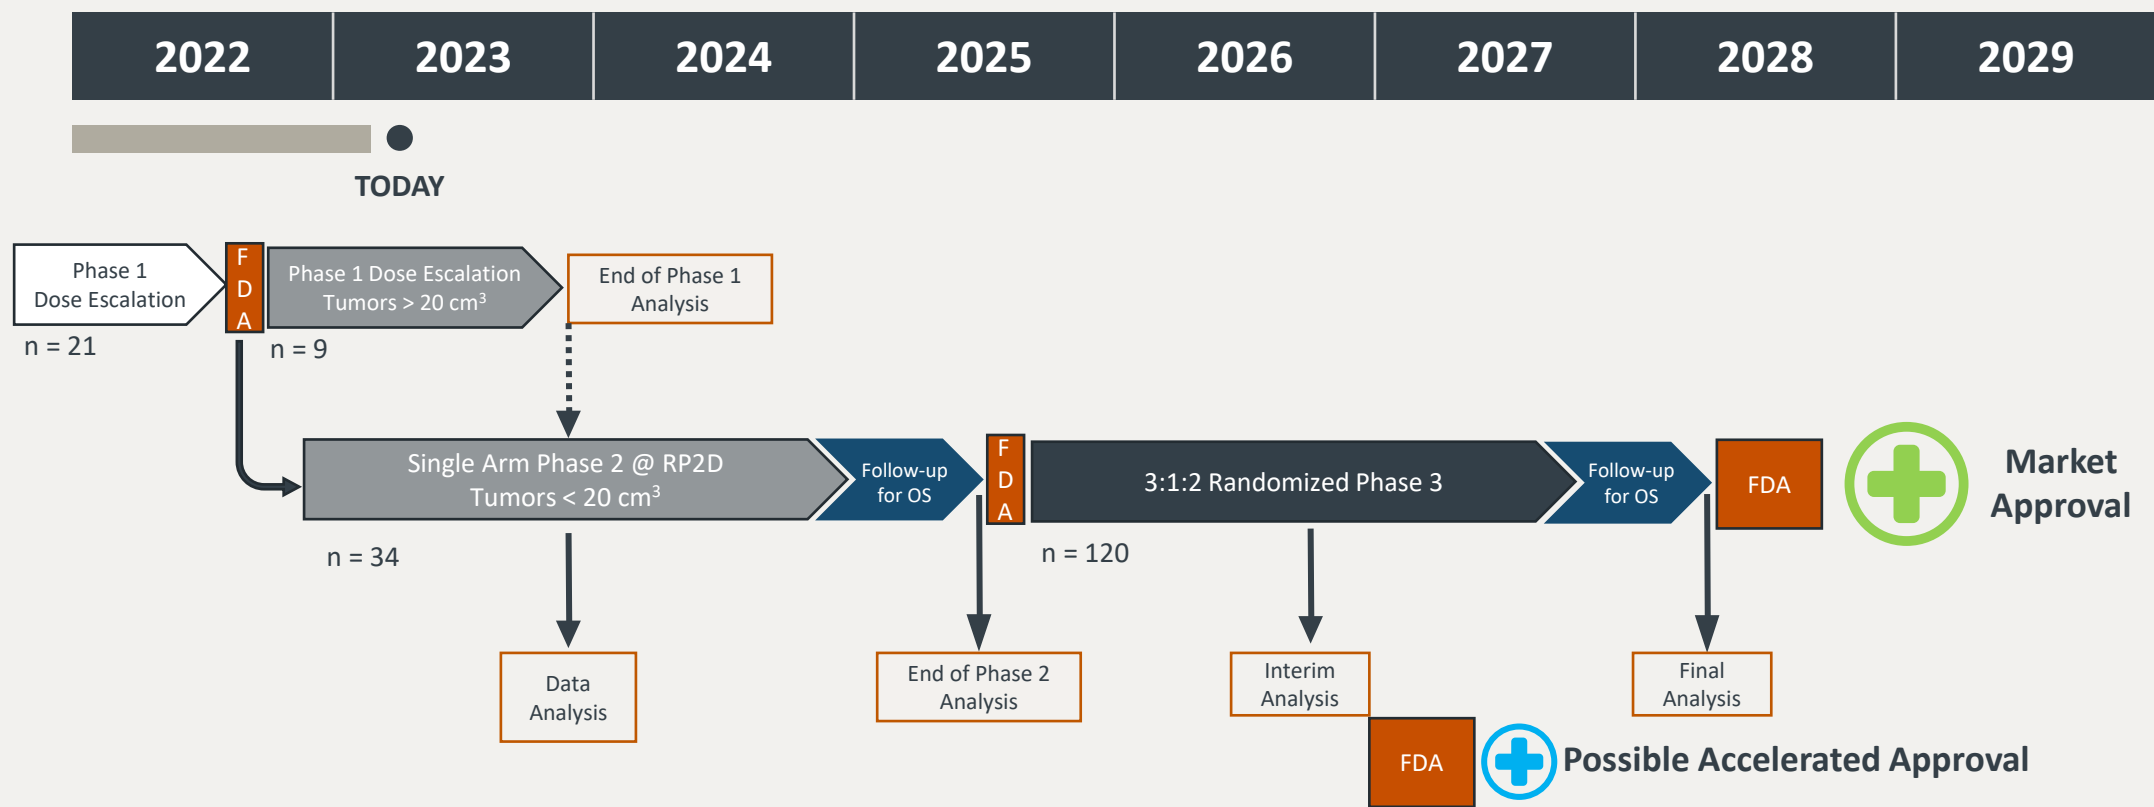 2022 2023 2024 2025 2026 2027 2028 2029
TODAY
Phase 1
Dose Escalation
n = 21
F
D
A
Phase 1 Dose Escalation
Tumors > 20 cm³
n = 9
End of Phase 1
Analysis
Single Arm Phase 2 @ RP2D
Tumors < 20 cm³
n = 34
Follow-up
for OS
F
D
A
3:1:2 Randomized Phase 3
n = 120
Follow-up
for OS
FDA
Market
Approval
Data
Analysis
End of Phase 2
Analysis
Interim
Analysis
Final
Analysis
FDA
Possible Accelerated Approval